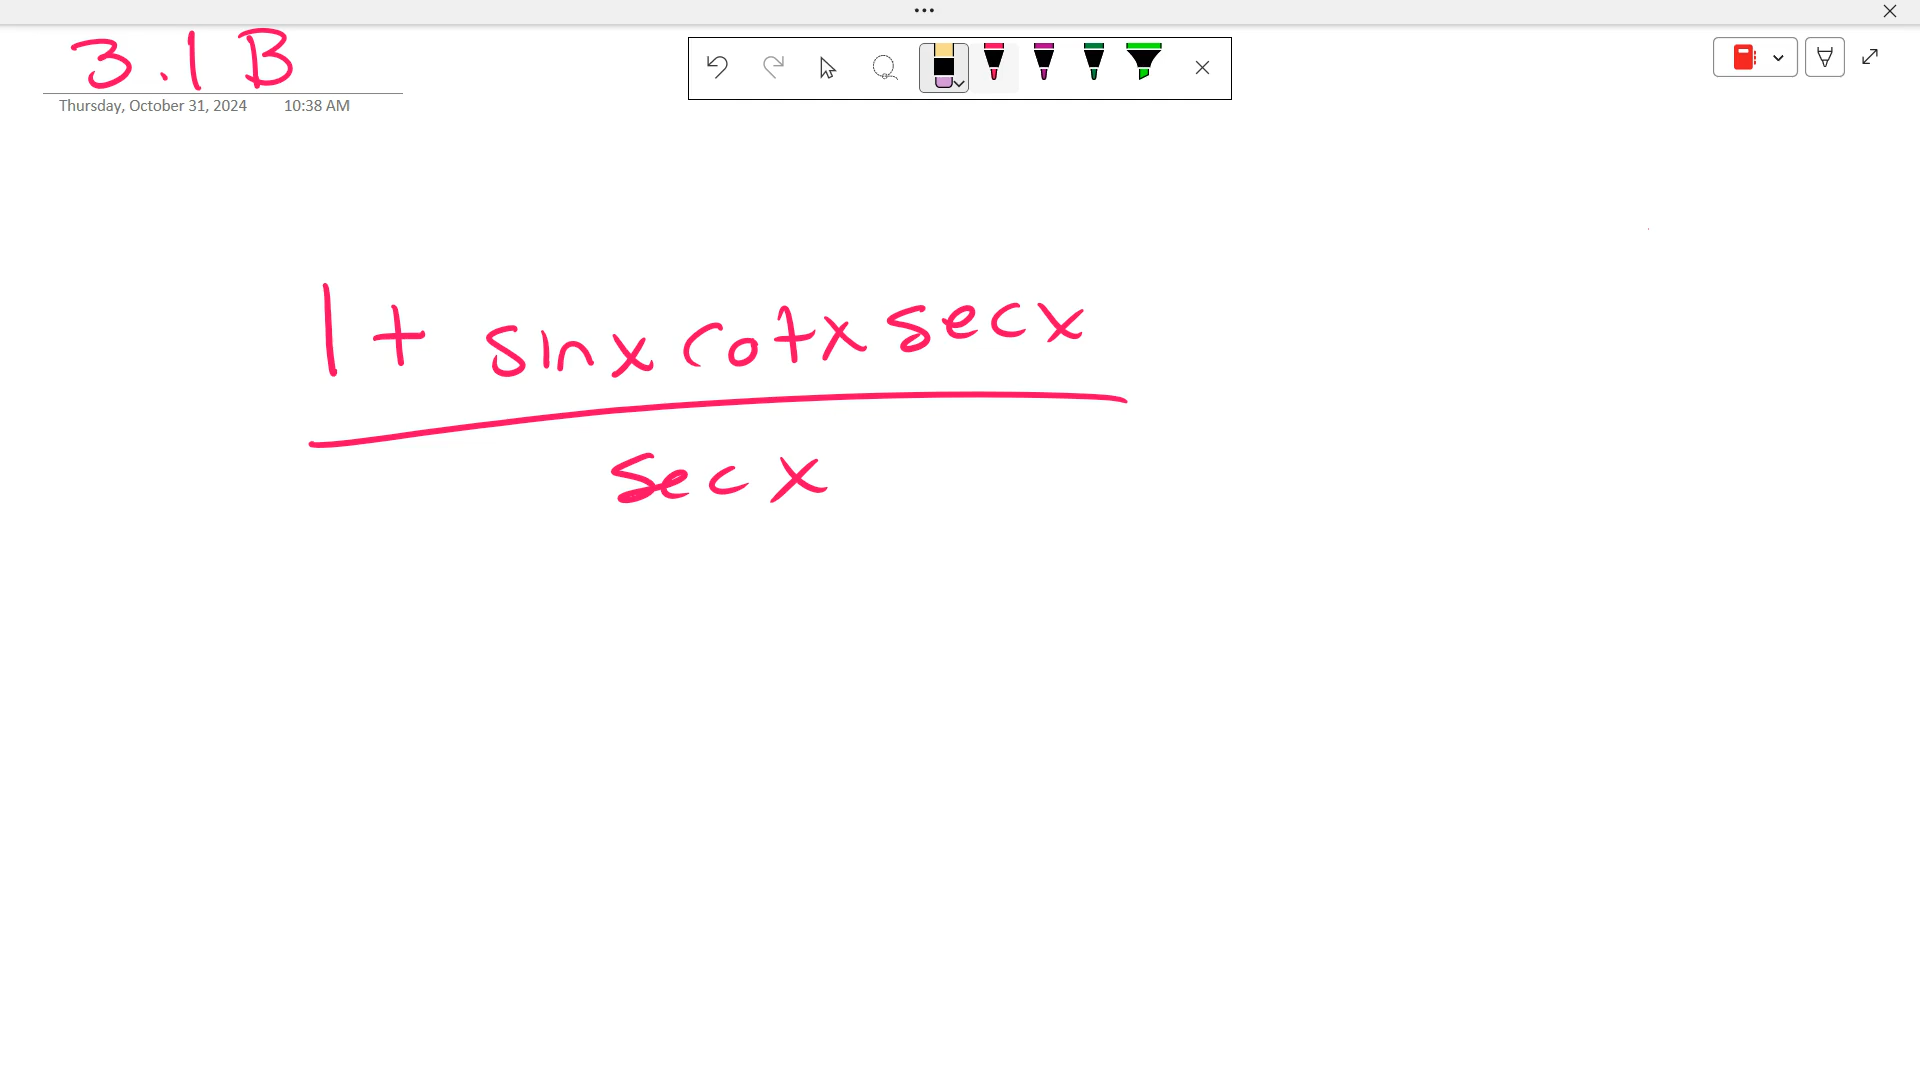 3.1 B
Thursday, October 31, 2024 10:38 AM
1 + sinx cotx secx
secx